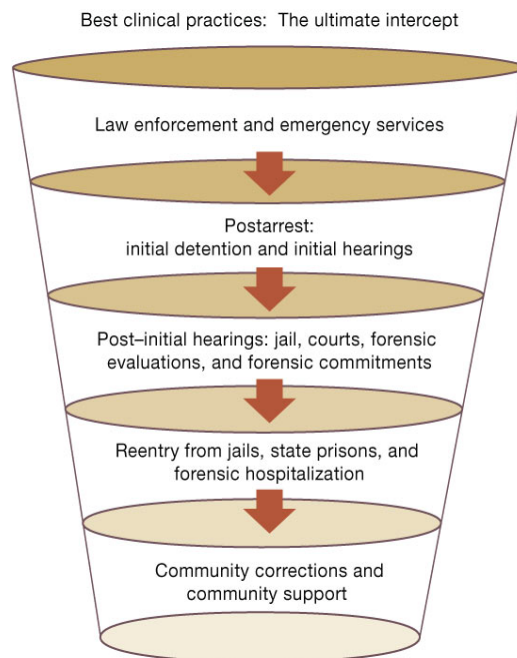 Best clinical practices: The ultimate intercept
Law enforcement and emergency services
Postarrest:
initial detention and initial hearings
Post–initial hearings: jail, courts, forensic
evaluations, and forensic commitments
Reentry from jails, state prisons, and
forensic hospitalization
Community corrections and
community support